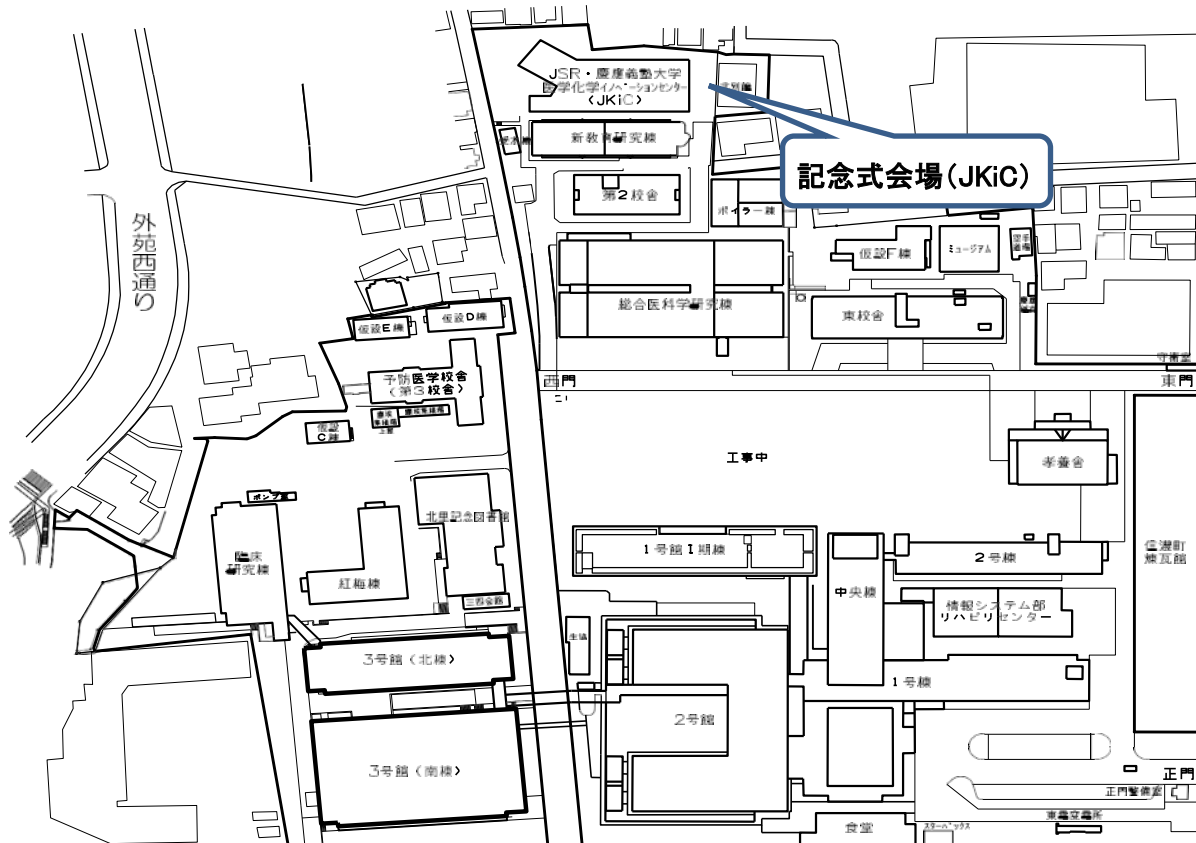 JSR・慶應義塾大学
医学化学イノベーションセンター
(JKiC)
記念式会場(JKiC)
新教育研究棟
第2校舎
ボイラー棟
外苑西通り
仮設F棟
ミュージアム
総合医科学研究棟
東校舎
仮設E棟
仮設D棟
予防医学校舎
(第3校舎)
西門
守衛室
東門
仮設
C棟
工事中
孝養舎
ポンプ室
北里記念図書館
臨床
研究棟
紅梅棟
三四会館
1号館I期棟
中央棟
2号棟
信濃町
煉瓦館
情報システム部
リハビリセンター
生協
3号館(北棟)
1号棟
2号館
3号館(南棟)
正門
正門警備室
東電変電所
食堂
スターバックス